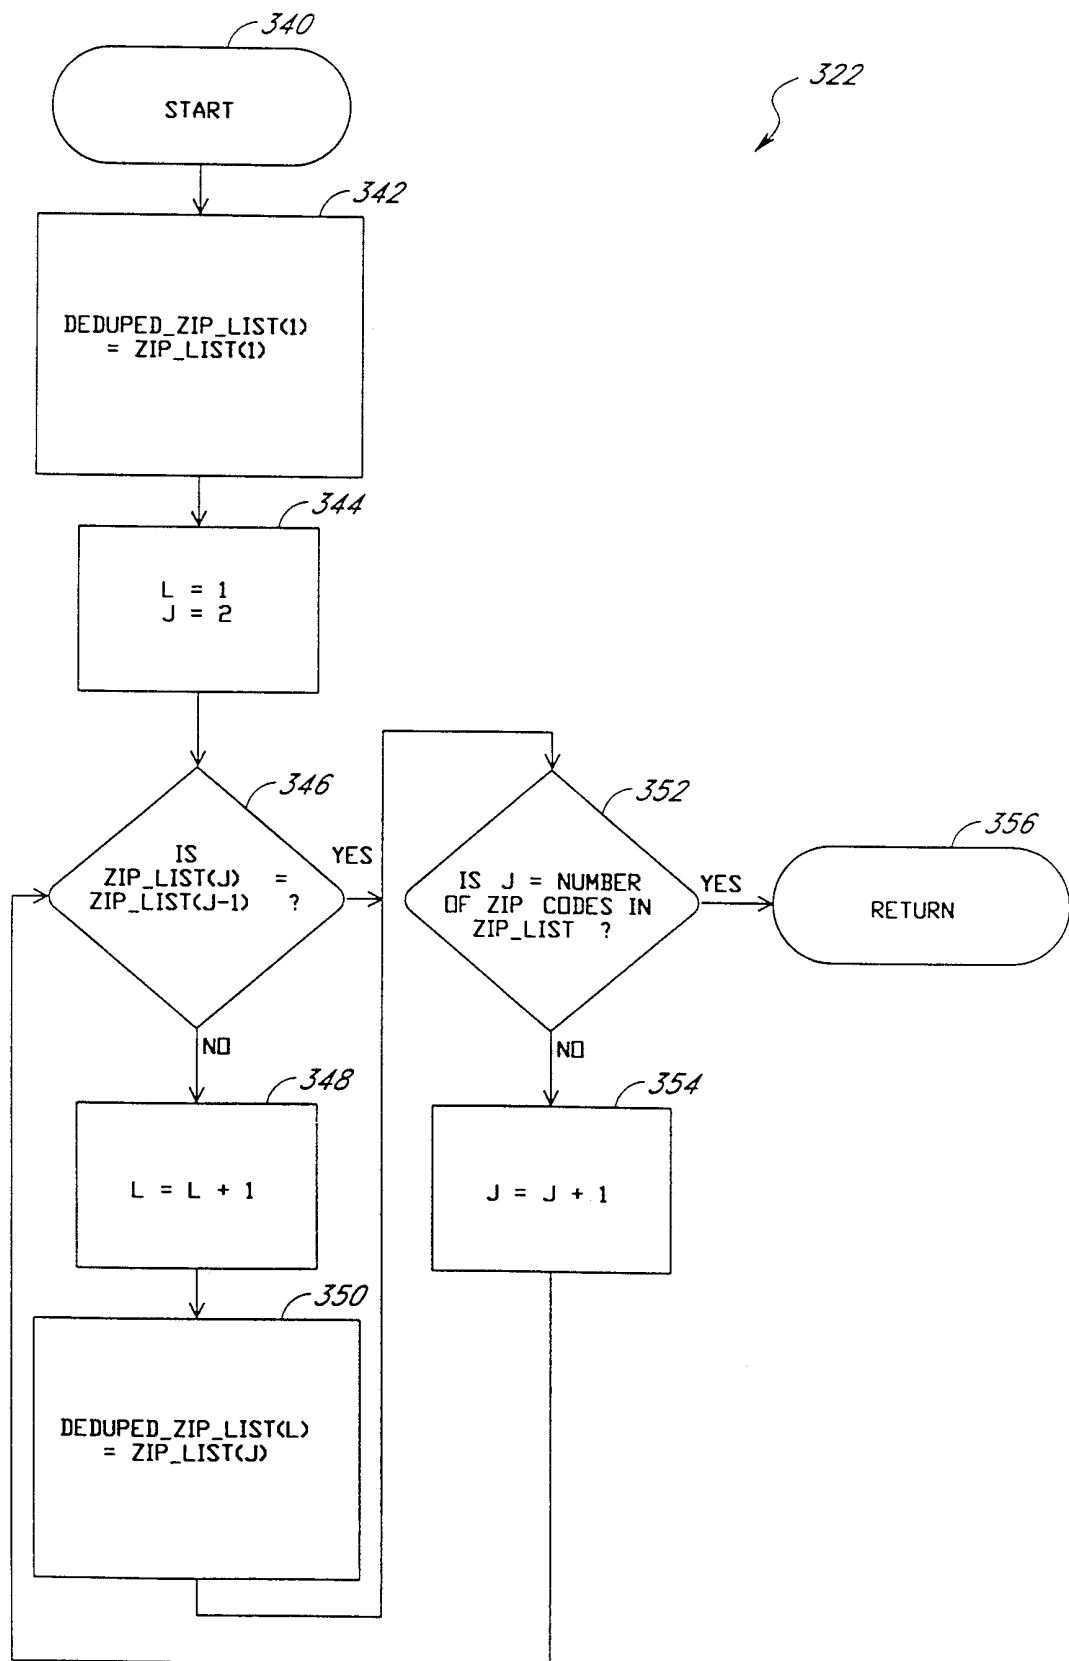 340
START
322
342
DEDUPED_ZIP_LIST(1)
= ZIP_LIST(1)
344
L = 1
J = 2
346
IS
ZIP_LIST(J) =
ZIP_LIST(J-1) ?
YES
NO
348
L = L + 1
350
DEDUPED_ZIP_LIST(L)
= ZIP_LIST(J)
352
IS J = NUMBER
OF ZIP CODES IN
ZIP_LIST ?
YES
NO
354
J = J + 1
356
RETURN